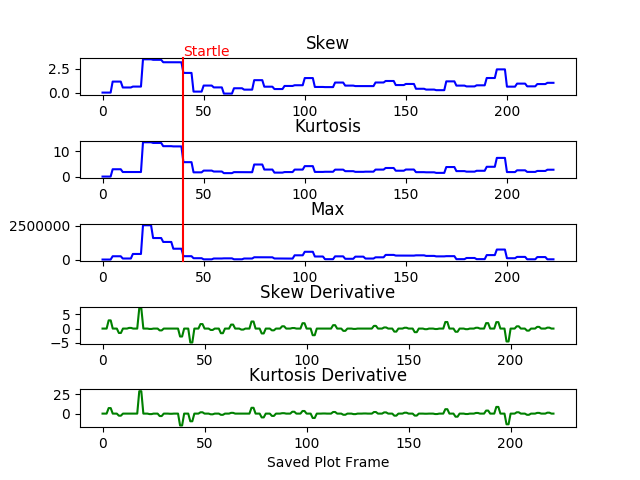 Skew
Startle
2.5
0.0
0 50 100 150 200
Kurtosis
10
0
0 50 100 150 200
Max
2500000
0
0 50 100 150 200
Skew Derivative
5
0
−5
0 50 100 150 200
Kurtosis Derivative
25
0
0 50 100 150 200
Saved Plot Frame